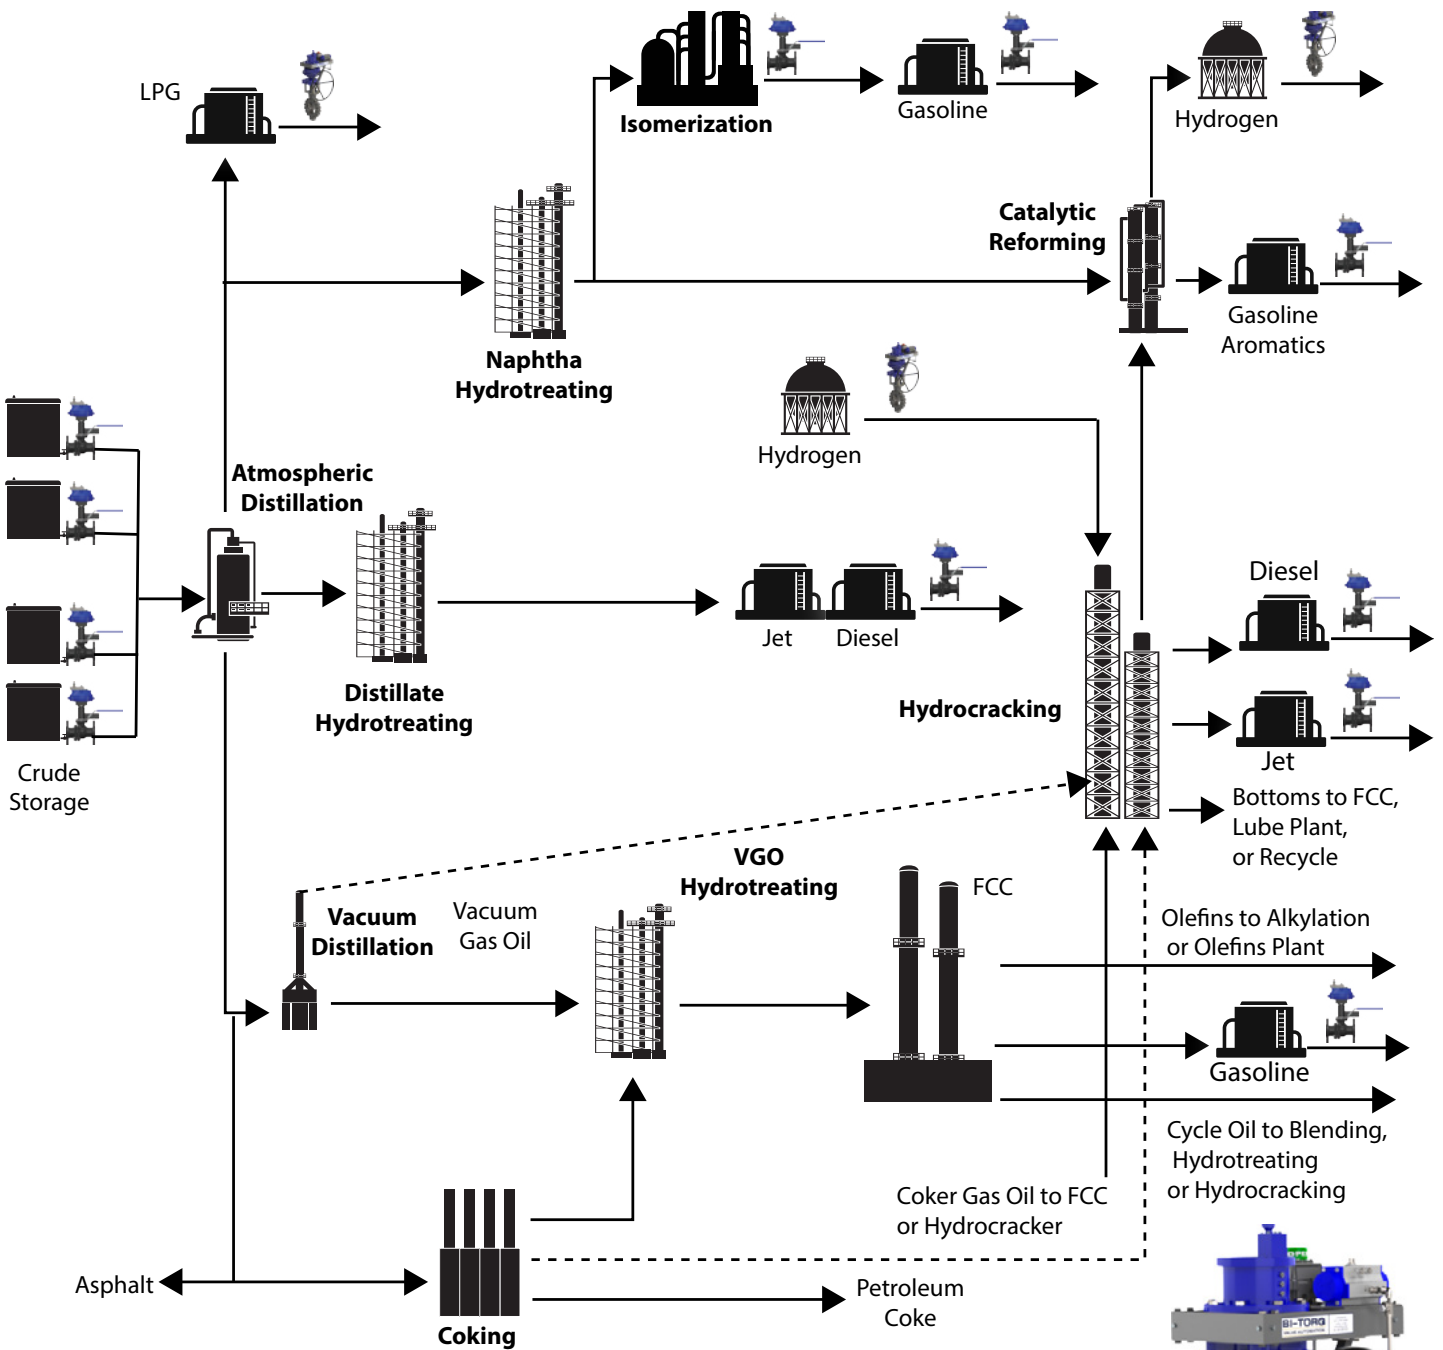 LPG
Isomerization
Gasoline
Hydrogen
Catalytic
Reforming
Gasoline
Aromatics
Naphtha
Hydrotreating
Hydrogen
Atmospheric
Distillation
Jet
Diesel
Diesel
Distillate
Hydrotreating
Hydrocracking
Jet
Crude
Storage
Bottoms to FCC,
Lube Plant,
or Recycle
VGO
Hydrotreating
FCC
Vacuum
Distillation
Vacuum
Gas Oil
Olefins to Alkylation
or Olefins Plant
Gasoline
Cycle Oil to Blending,
Hydrotreating
or Hydrocracking
Coker Gas Oil to FCC
or Hydrocracker
Asphalt
Petroleum
Coke
Coking
BI-TORQ
VALVE AUTOMATION